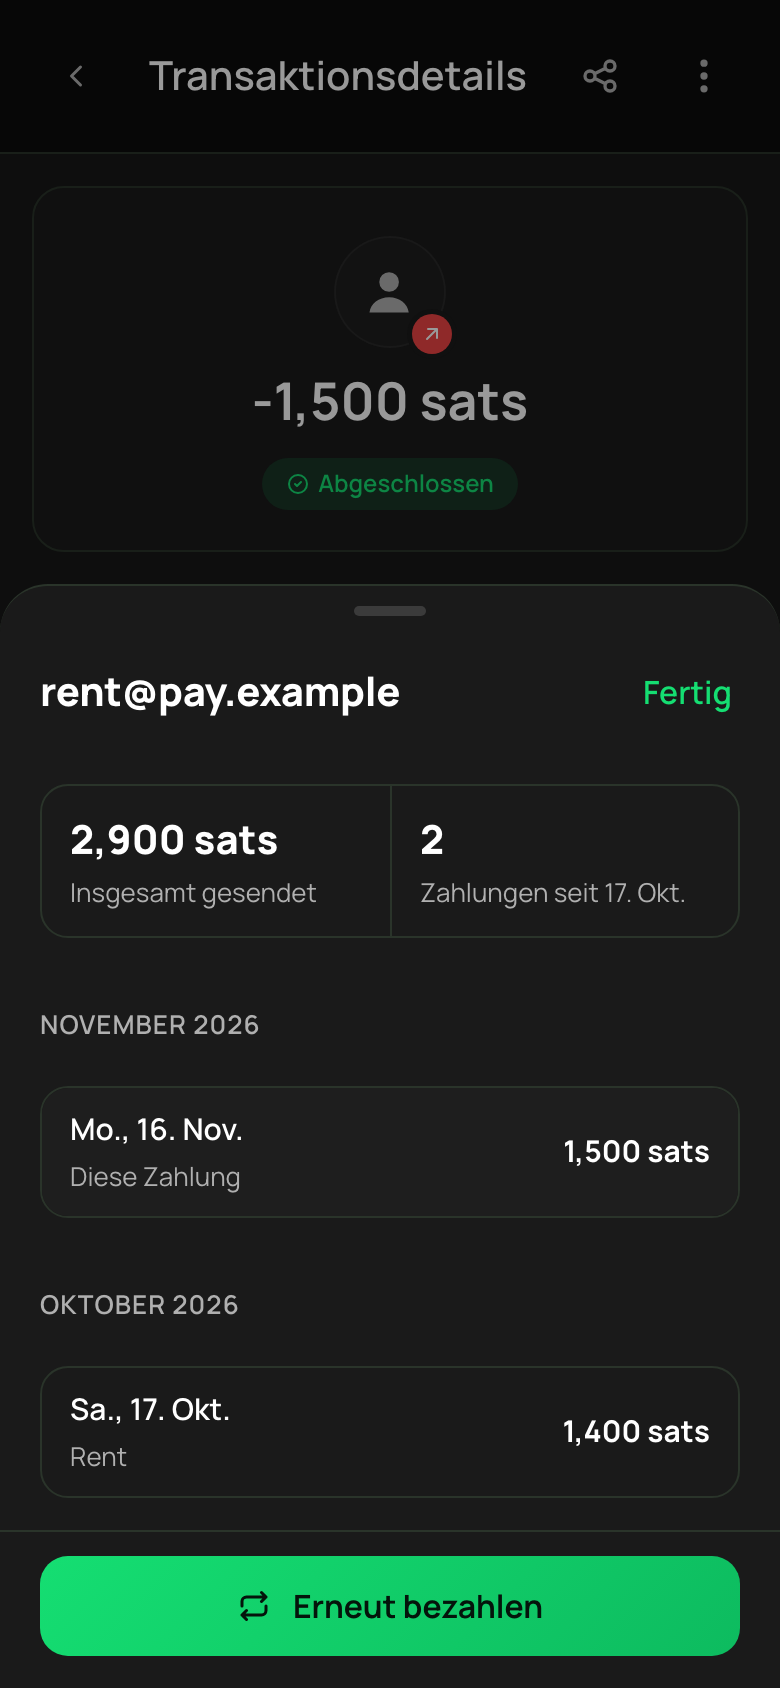 Transaktionsdetails
-1,500 sats
Abgeschlossen
rent@pay.example
Fertig
2,900 sats
Insgesamt gesendet
2
Zahlungen seit 17. Okt.
NOVEMBER 2026
Mo., 16. Nov.
Diese Zahlung
1,500 sats
OKTOBER 2026
Sa., 17. Okt.
Rent
1,400 sats
Erneut bezahlen